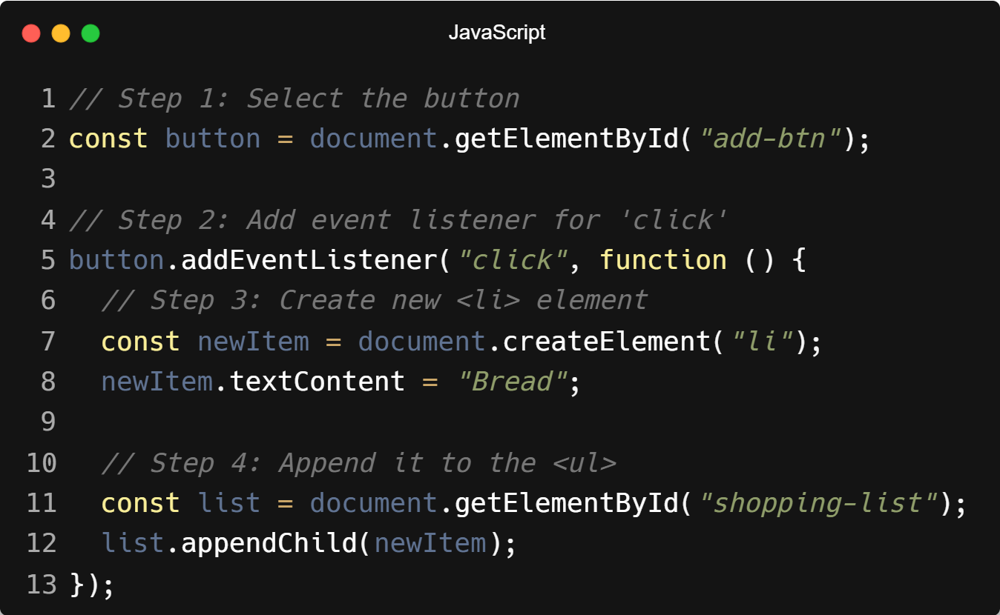 JavaScript
1 // Step 1: Select the button
2 const button = document.getElementById("add-btn");
3
4 // Step 2: Add event listener for 'click'
5 button.addEventListener("click", function () {
6   // Step 3: Create new <li> element
7   const newItem = document.createElement("li");
8   newItem.textContent = "Bread";
9
10   // Step 4: Append it to the <ul>
11   const list = document.getElementById("shopping-list");
12   list.appendChild(newItem);
13 });